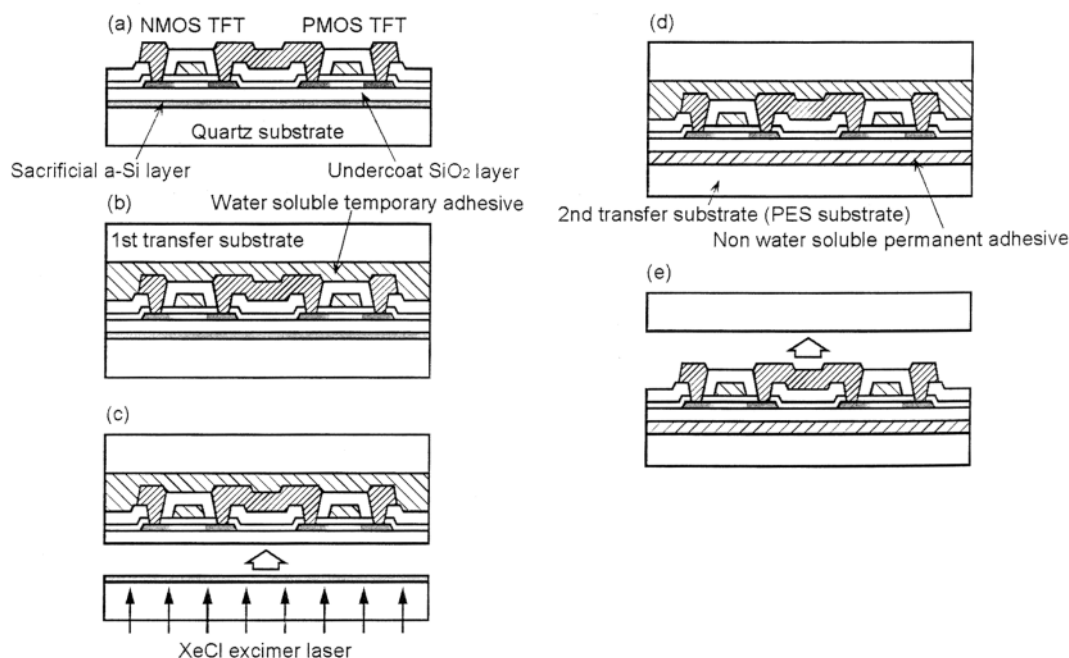 (a)
NMOS TFT PMOS TFT
Quartz substrate
Sacrificial a-Si layer
Undercoat SiO2 layer
(b)
Water soluble temporary adhesive
1st transfer substrate
(c)
XeCl excimer laser
(d)
2nd transfer substrate (PES substrate)
Non water soluble permanent adhesive
(e)